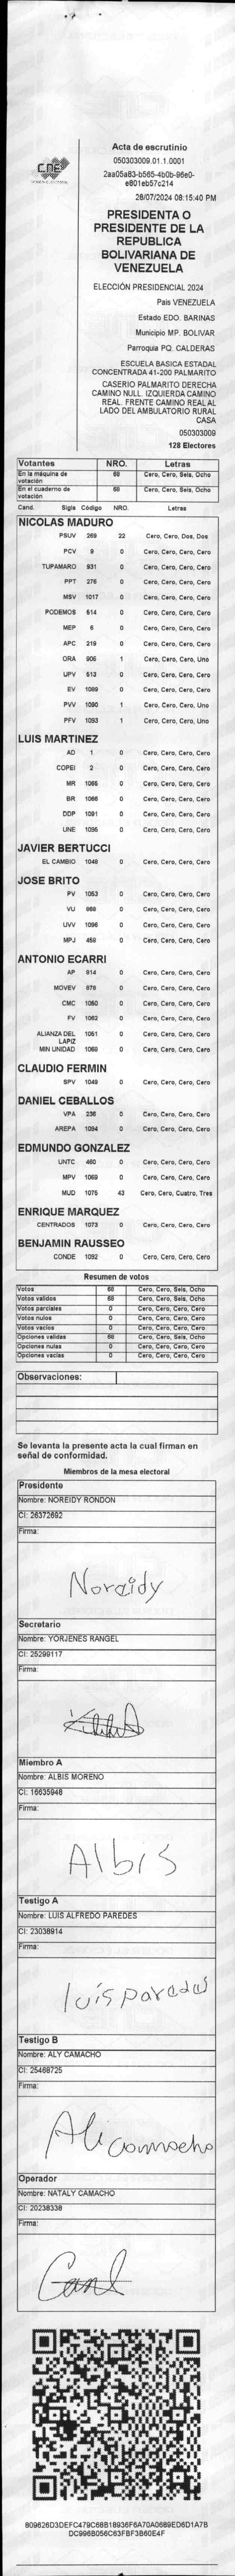 CNE
Acta de escrutinio
050303009.01.1.0001
2aa05a83-b565-4b0b-96e0-
e801eb57c214
28/07/2024 08:15:40 PM
PRESIDENTA O
PRESIDENTE DE LA
REPUBLICA
BOLIVARIANA DE
VENEZUELA
ELECCIÓN PRESIDENCIAL 2024
Pais VENEZUELA
Estado EDO. BARINAS
Municipio MP. BOLIVAR
Parroquia PQ. CALDERAS
ESCUELA BASICA ESTADAL
CONCENTRADA 41-200 PALMARITO
CASERIO PALMARITO DERECHA
CAMINO NULL. IZQUIERDA CAMINO
REAL. FRENTE CAMINO REAL AL
LADO DEL AMBULATORIO RURAL
CASA
050303009
128 Electores
Votantes NRO. Letras
En la máquina de votación 68 Cero, Cero, Seis, Ocho
En el cuaderno de votación 68 Cero, Cero, Seis, Ocho
Cand. Sigla Código NRO. Letras
NICOLAS MADURO
PSUV 269 22 Cero, Cero, Dos, Dos
PCV 9 0 Cero, Cero, Cero, Cero
TUPAMARO 931 0 Cero, Cero, Cero, Cero
PPT 276 0 Cero, Cero, Cero, Cero
MSV 1017 0 Cero, Cero, Cero, Cero
PODEMOS 514 0 Cero, Cero, Cero, Cero
MEP 6 0 Cero, Cero, Cero, Cero
APC 219 0 Cero, Cero, Cero, Cero
ORA 906 1 Cero, Cero, Cero, Uno
UPV 513 0 Cero, Cero, Cero, Cero
EV 1089 0 Cero, Cero, Cero, Cero
PVV 1090 1 Cero, Cero, Cero, Uno
PFV 1093 1 Cero, Cero, Cero, Uno
LUIS MARTINEZ
AD 1 0 Cero, Cero, Cero, Cero
COPEI 2 0 Cero, Cero, Cero, Cero
MR 1065 0 Cero, Cero, Cero, Cero
BR 1066 0 Cero, Cero, Cero, Cero
DDP 1091 0 Cero, Cero, Cero, Cero
UNE 1095 0 Cero, Cero, Cero, Cero
JAVIER BERTUCCI
EL CAMBIO 1048 0 Cero, Cero, Cero, Cero
JOSE BRITO
PV 1053 0 Cero, Cero, Cero, Cero
VU 968 0 Cero, Cero, Cero, Cero
UVV 1096 0 Cero, Cero, Cero, Cero
MPJ 459 0 Cero, Cero, Cero, Cero
ANTONIO ECARRI
AP 914 0 Cero, Cero, Cero, Cero
MOVEV 978 0 Cero, Cero, Cero, Cero
CMC 1050 0 Cero, Cero, Cero, Cero
FV 1062 0 Cero, Cero, Cero, Cero
ALIANZA DEL LAPIZ 1051 0 Cero, Cero, Cero, Cero
MIN UNIDAD 1069 0 Cero, Cero, Cero, Cero
CLAUDIO FERMIN
SPV 1049 0 Cero, Cero, Cero, Cero
DANIEL CEBALLOS
VPA 236 0 Cero, Cero, Cero, Cero
AREPA 1094 0 Cero, Cero, Cero, Cero
EDMUNDO GONZALEZ
UNTC 460 0 Cero, Cero, Cero, Cero
MPV 1069 0 Cero, Cero, Cero, Cero
MUD 1075 43 Cero, Cero, Cuatro, Tres
ENRIQUE MARQUEZ
CENTRADOS 1073 0 Cero, Cero, Cero, Cero
BENJAMIN RAUSSEO
CONDE 1092 0 Cero, Cero, Cero, Cero
Resumen de votos
Votos 68 Cero, Cero, Seis, Ocho
Votos validos 68 Cero, Cero, Seis, Ocho
Votos parciales 0 Cero, Cero, Cero, Cero
Votos nulos 0 Cero, Cero, Cero, Cero
Votos vacios 0 Cero, Cero, Cero, Cero
Opciones validas 68 Cero, Cero, Seis, Ocho
Opciones nulas 0 Cero, Cero, Cero, Cero
Opciones vacias 0 Cero, Cero, Cero, Cero
Observaciones:
Se levanta la presente acta la cual firman en
señal de conformidad.
Miembros de la mesa electoral
Presidente
Nombre: NOREIDY RONDON
CI: 26372692
Firma:
Noreidy
Secretario
Nombre: YORJENES RANGEL
CI: 25299117
Firma:
Miembro A
Nombre: ALBIS MORENO
CI: 16635948
Firma:
Albis
Testigo A
Nombre: LUIS ALFREDO PAREDES
CI: 23038914
Firma:
luis paredes
Testigo B
Nombre: ALY CAMACHO
CI: 25468725
Firma:
Ali camacho
Operador
Nombre: NATALY CAMACHO
CI: 20238338
Firma:
809626D3DEFC479C68B18936F6A70A0689ED6D1A7B
DC996B056C63FBF3B60E4F